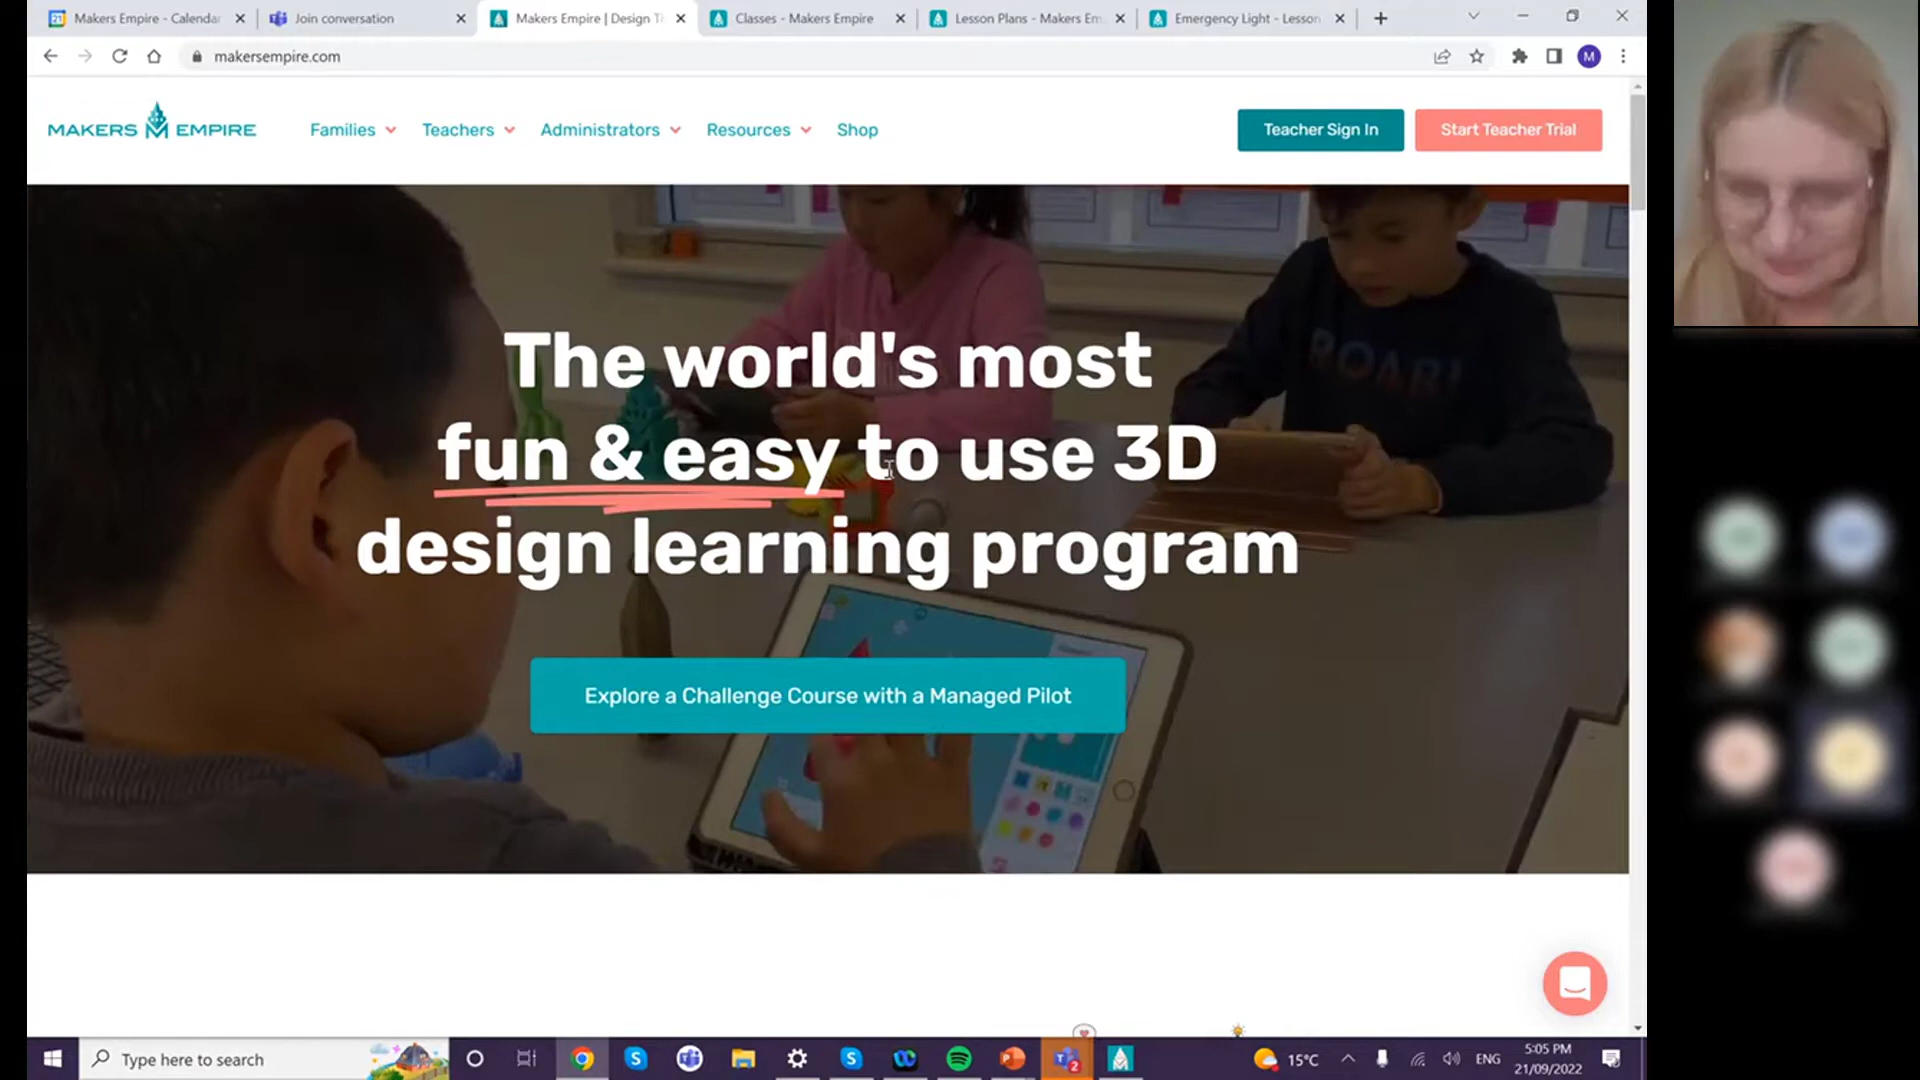 Makers Empire - Calendar
Join conversation
Makers Empire | Design T
Classes - Makers Empire
Lesson Plans - Makers Em
Emergency Light - Lesson
makersempire.com
M
MAKERS EMPIRE
Families
Teachers
Administrators
Resources
Shop
Teacher Sign In
Start Teacher Trial
ROAR!
The world's most
fun & easy to use 3D
design learning program
Explore a Challenge Course with a Managed Pilot
Type here to search
15°C
ENG
5:05 PM
21/09/2022